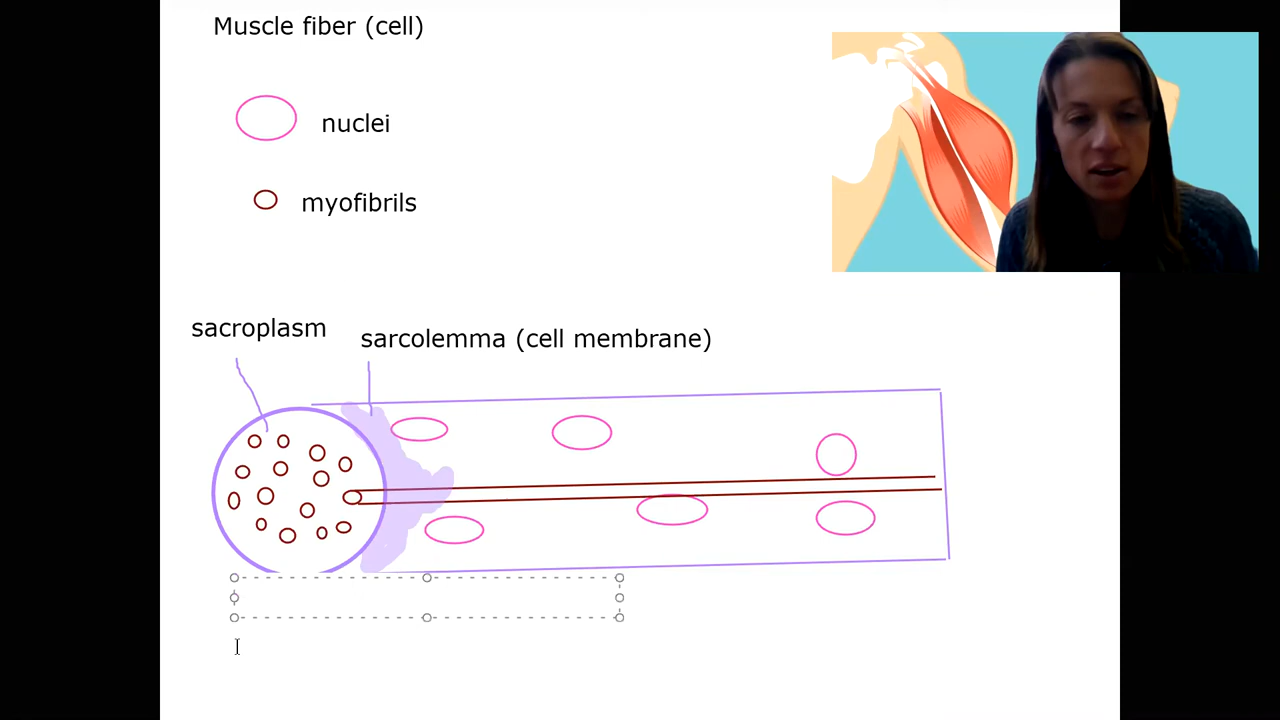 Muscle fiber (cell)
nuclei
myofibrils
sacroplasm
sarcolemma (cell membrane)